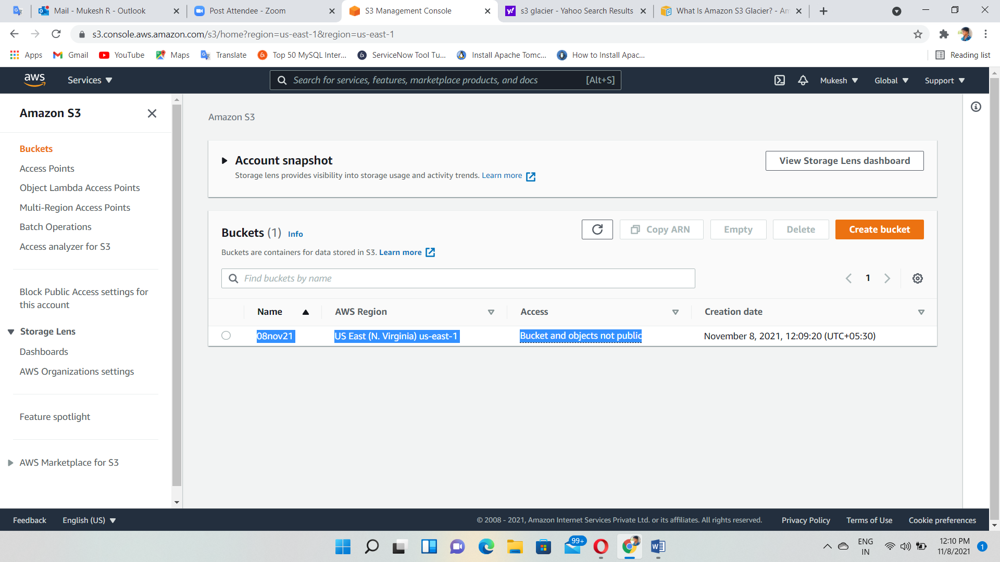 Mail - Mukesh R - Outlook
Post Attendee - Zoom
S3 Management Console
s3 glacier - Yahoo Search Results
What Is Amazon S3 Glacier? - Am
s3.console.aws.amazon.com/s3/home?region=us-east-1&region=us-east-1
Apps
Gmail
YouTube
Maps
Translate
Top 50 MySQL Inter...
ServiceNow Tool Tu...
Install Apache Tomc...
How to Install Apac...
Reading list
aws
Services
Search for services, features, marketplace products, and docs
[Alt+S]
Mukesh
Global
Support
Amazon S3
Buckets
Access Points
Object Lambda Access Points
Multi-Region Access Points
Batch Operations
Access analyzer for S3
Block Public Access settings for
this account
Storage Lens
Dashboards
AWS Organizations settings
Feature spotlight
AWS Marketplace for S3
Amazon S3
Account snapshot
Storage lens provides visibility into storage usage and activity trends. Learn more
View Storage Lens dashboard
Buckets (1) Info
Buckets are containers for data stored in S3. Learn more
Copy ARN
Empty
Delete
Create bucket
Find buckets by name
1
Name
AWS Region
Access
Creation date
08nov21
US East (N. Virginia) us-east-1
Bucket and objects not public
November 8, 2021, 12:09:20 (UTC+05:30)
Feedback
English (US)
© 2008 - 2021, Amazon Internet Services Private Ltd. or its affiliates. All rights reserved.
Privacy Policy
Terms of Use
Cookie preferences
99+
ENG
IN
12:10 PM
11/8/2021
1